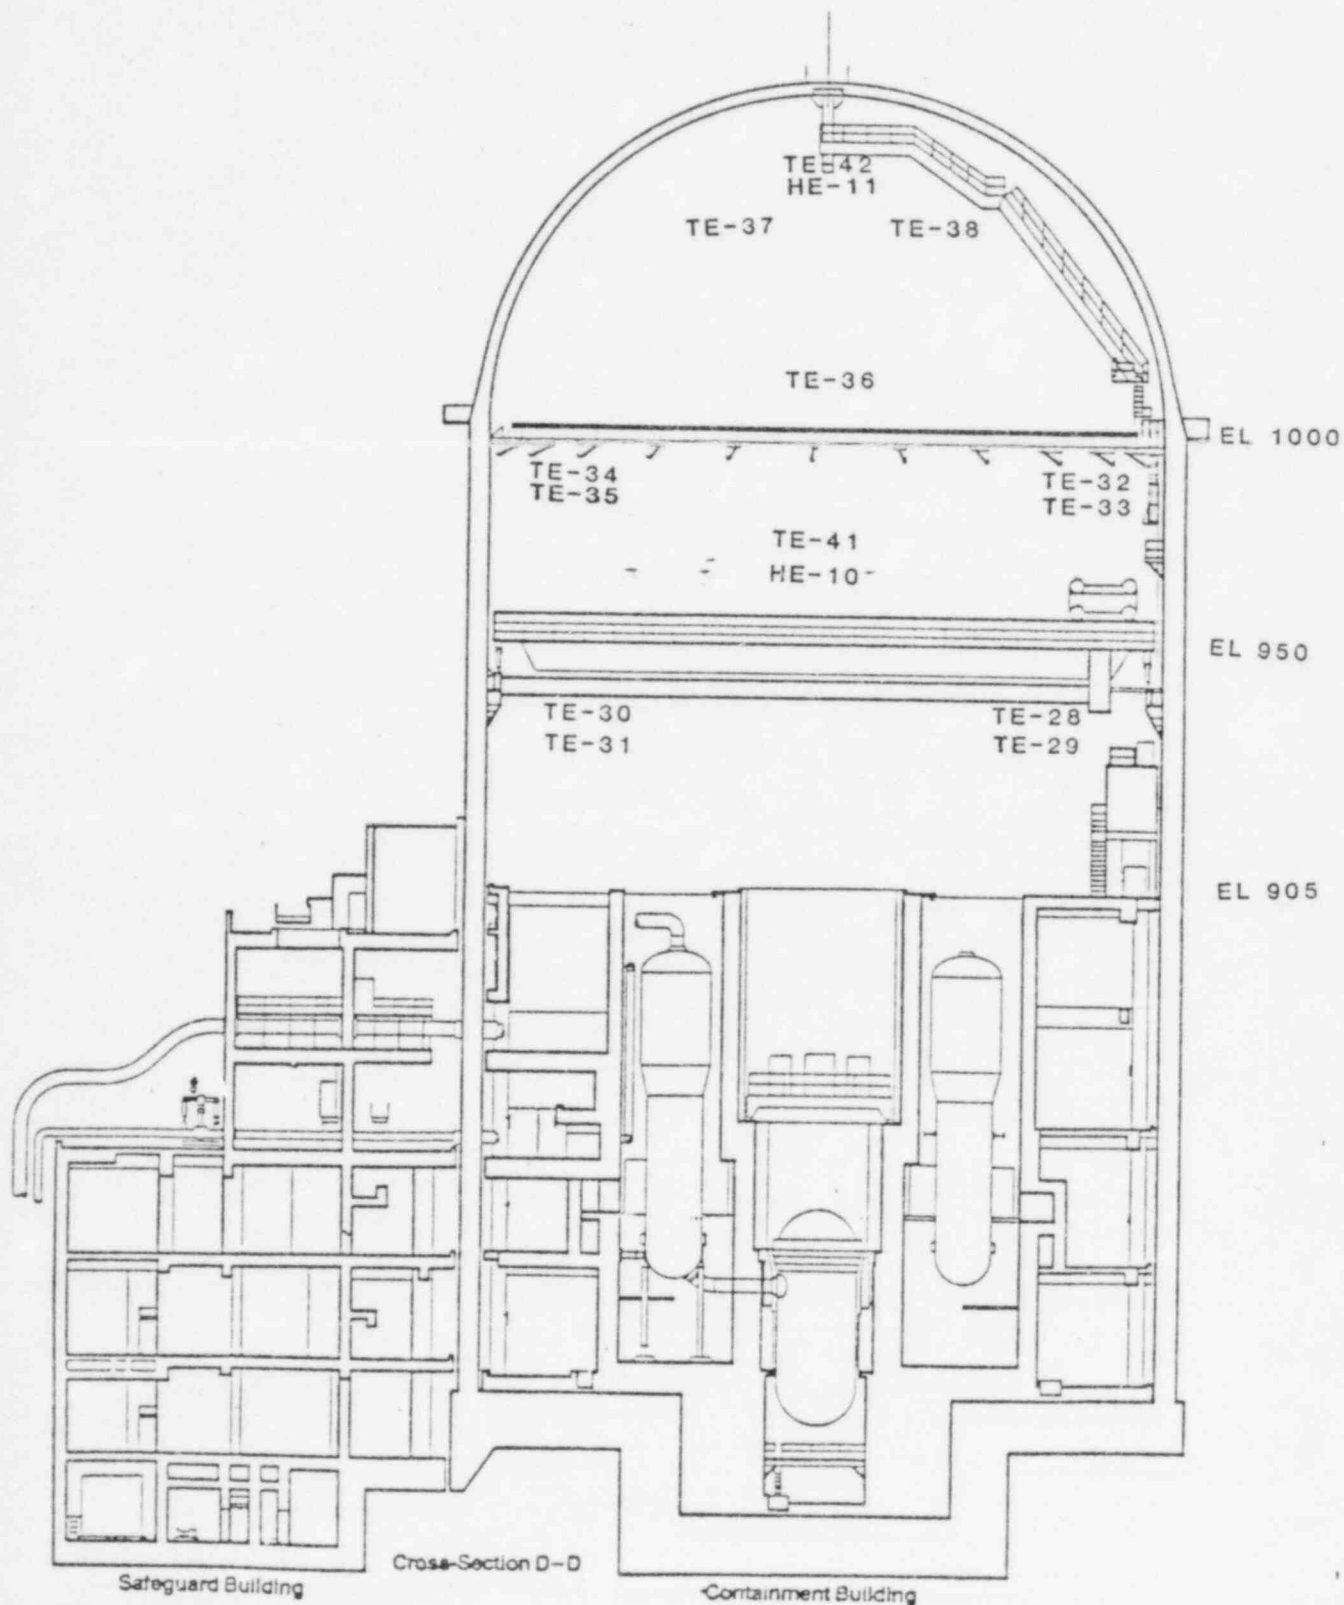 TE-42
HE-11
TE-37
TE-38
TE-36
EL 1000
TE-34
TE-35
TE-32
TE-33
TE-41
HE-10
EL 950
TE-30
TE-31
TE-28
TE-29
EL 905
Cross-Section D-D
Safeguard Building
Containment Building